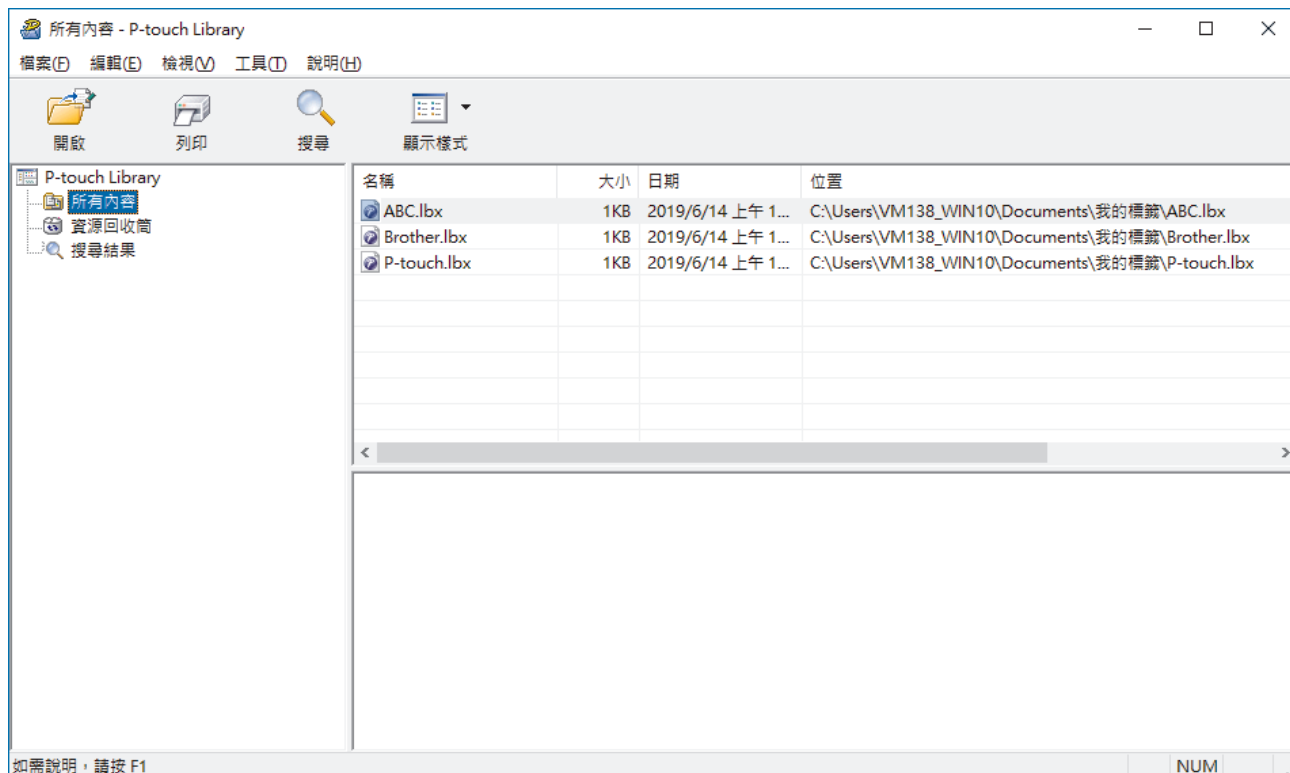 所有內容 - P-touch Library
檔案(F) 編輯(E) 檢視(V) 工具(T) 說明(H)
開啟 列印 搜尋 顯示樣式
P-touch Library
所有內容
資源回收筒
搜尋結果
名稱 大小 日期 位置
ABC.lbx 1KB 2019/6/14 上午 1... C:\Users\VM138_WIN10\Documents\我的標籤\ABC.lbx
Brother.lbx 1KB 2019/6/14 上午 1... C:\Users\VM138_WIN10\Documents\我的標籤\Brother.lbx
P-touch.lbx 1KB 2019/6/14 上午 1... C:\Users\VM138_WIN10\Documents\我的標籤\P-touch.lbx
如需說明，請按 F1 NUM